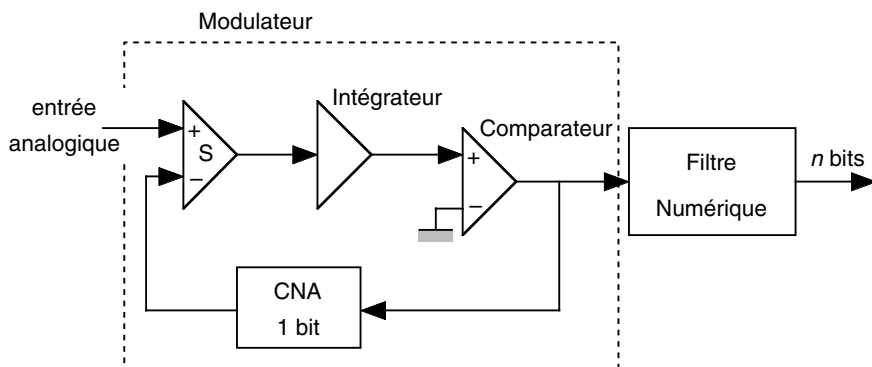 Modulateur
entrée
analogique
+
S
−
Intégrateur
Comparateur
+
−
Filtre
Numérique
n bits
CNA
1 bit